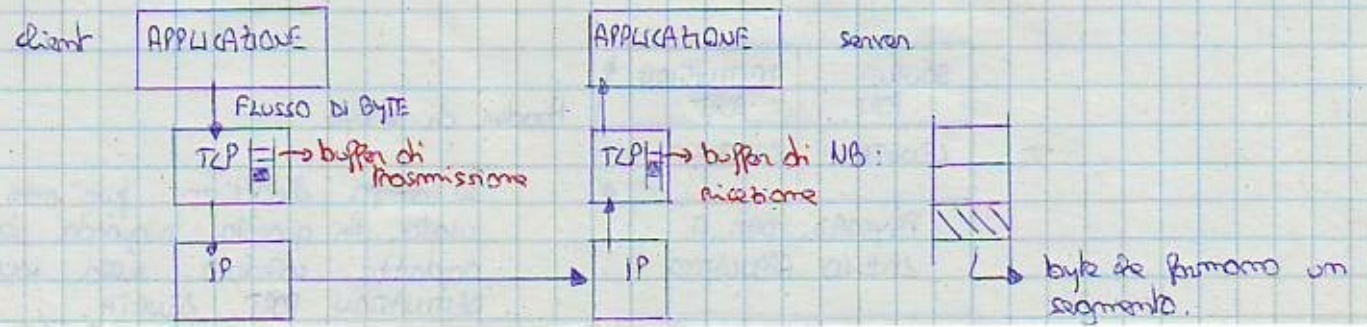 client APPLICAZIONE APPLICAZIONE server
FLUSSO DI BYTE
TCP → buffer di trasmissione TCP → buffer di ricezione NB:
IP IP byte che formano un
segmento.